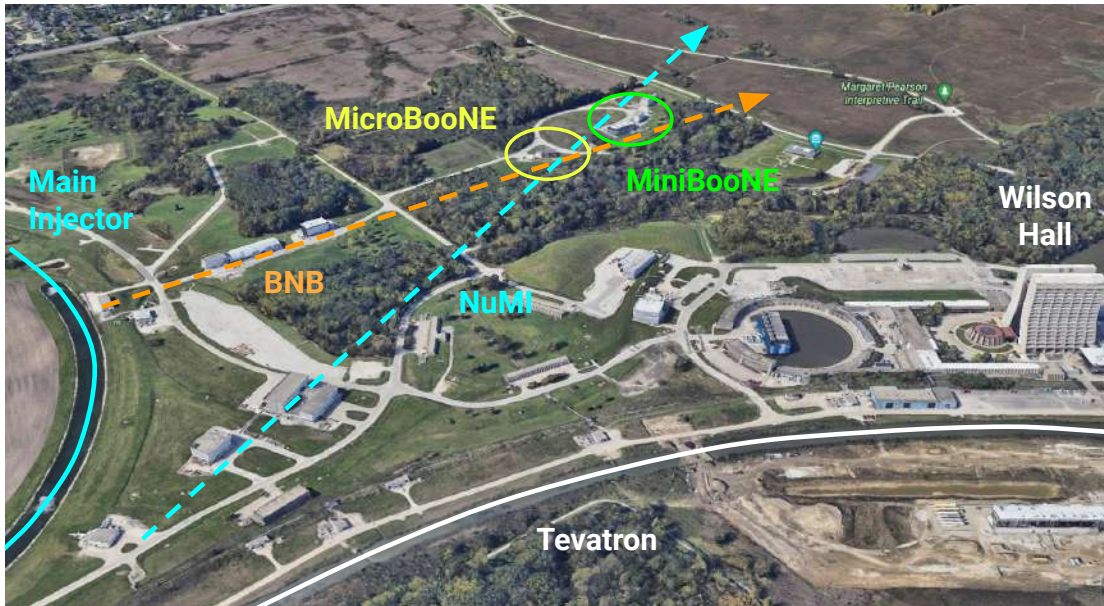 Margaret Pearson
Interpretive Trail
MicroBooNE
Main
Injector
MiniBooNE
Wilson
Hall
BNB
NuMI
Tevatron